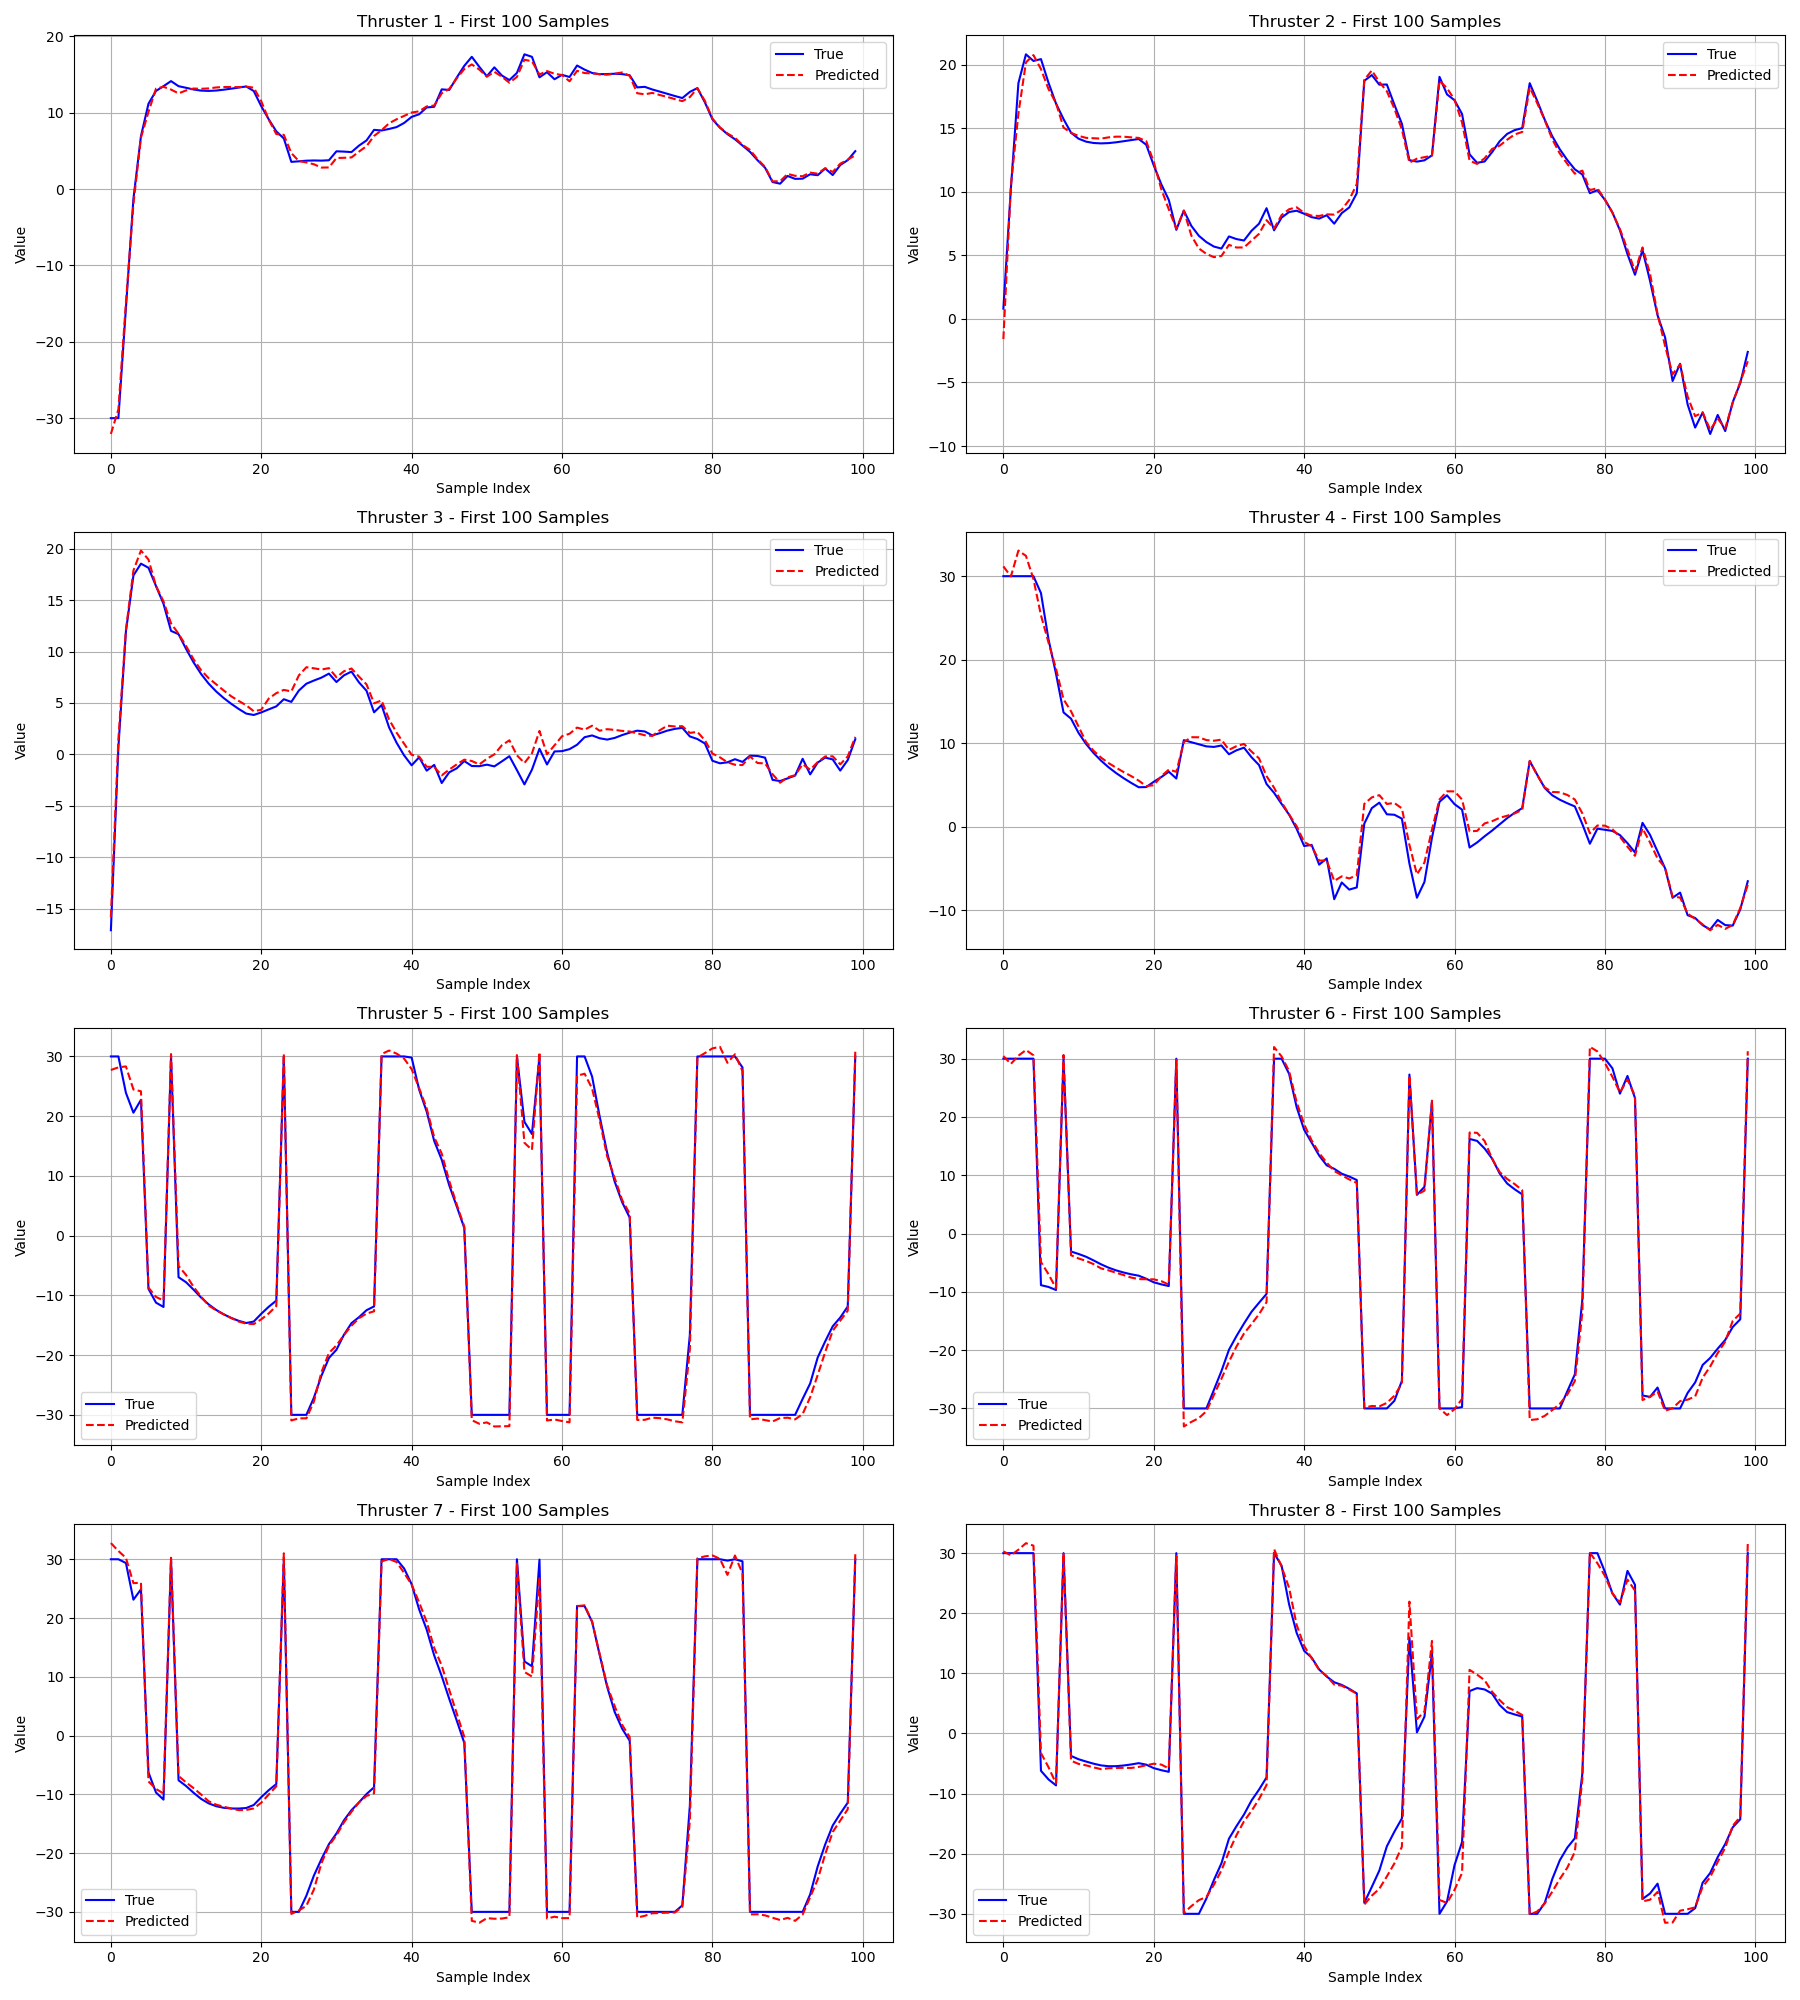 Thruster 1 - First 100 Samples
20
10
0
−10
−20
−30
Value
True
Predicted
0 20 40 60 80 100
Sample Index
Thruster 2 - First 100 Samples
20
15
10
5
0
−5
−10
Value
True
Predicted
0 20 40 60 80 100
Sample Index
Thruster 3 - First 100 Samples
20
15
10
5
0
−5
−10
−15
Value
True
Predicted
0 20 40 60 80 100
Sample Index
Thruster 4 - First 100 Samples
30
20
10
0
−10
Value
True
Predicted
0 20 40 60 80 100
Sample Index
Thruster 5 - First 100 Samples
30
20
10
0
−10
−20
−30
Value
True
Predicted
0 20 40 60 80 100
Sample Index
Thruster 6 - First 100 Samples
30
20
10
0
−10
−20
−30
Value
True
Predicted
0 20 40 60 80 100
Sample Index
Thruster 7 - First 100 Samples
30
20
10
0
−10
−20
−30
Value
True
Predicted
0 20 40 60 80 100
Sample Index
Thruster 8 - First 100 Samples
30
20
10
0
−10
−20
−30
Value
True
Predicted
0 20 40 60 80 100
Sample Index